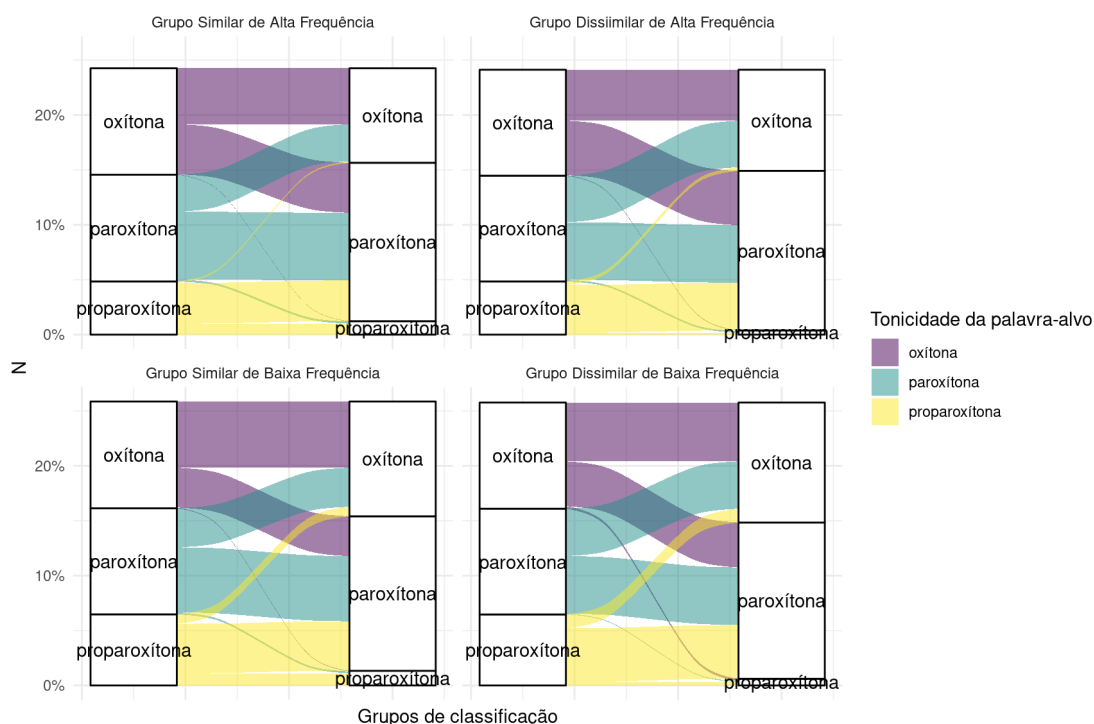 Grupo Similar de Alta Frequência
Grupo Dissiimilar de Alta Frequência
20%
10%
0%
oxítona
paroxítona
proparoxítona
oxítona
paroxítona
proparoxítona
oxítona
paroxítona
proparoxítona
oxítona
paroxítona
proparoxítona
N
Grupo Similar de Baixa Frequência
Grupo Dissimilar de Baixa Frequência
20%
10%
0%
oxítona
paroxítona
proparoxítona
oxítona
paroxítona
proparoxítona
oxítona
paroxítona
proparoxítona
oxítona
paroxítona
proparoxítona
Grupos de classificação
Tonicidade da palavra-alvo
oxítona
paroxítona
proparoxítona